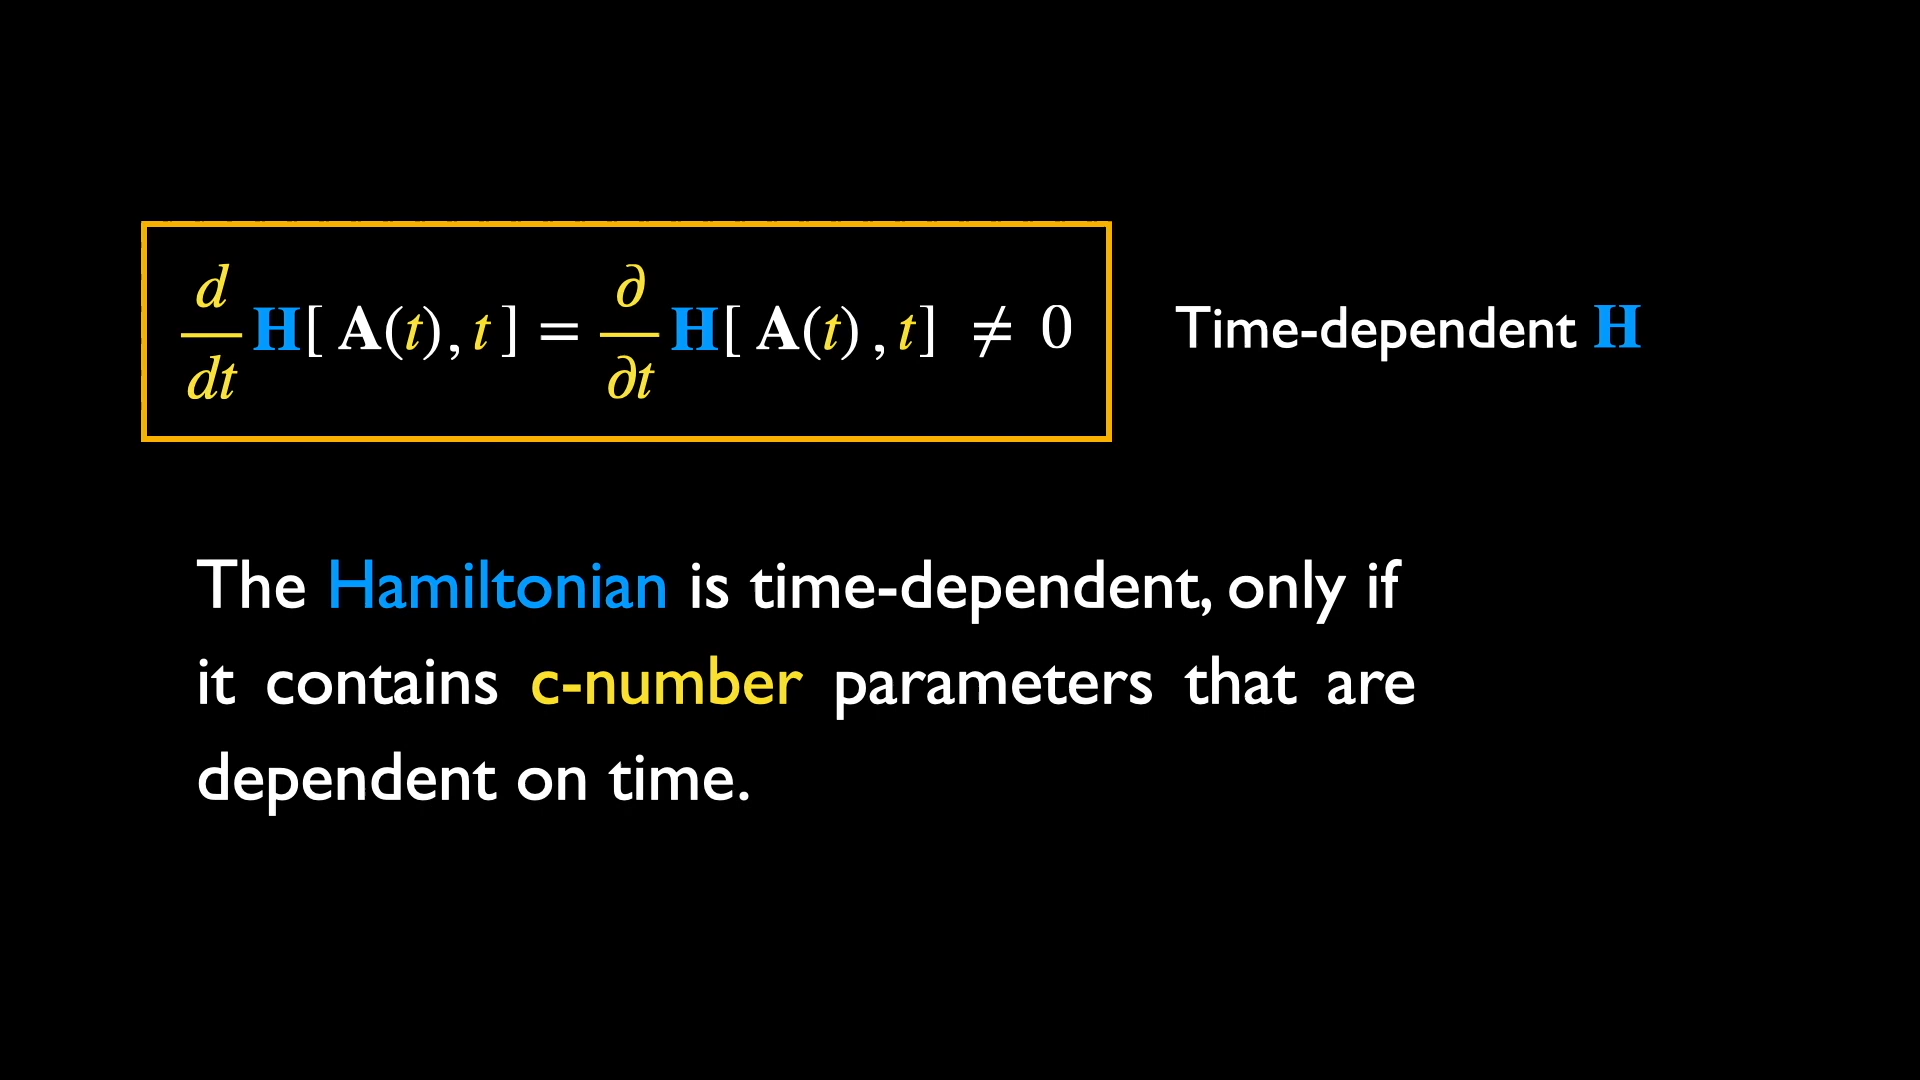 d/dt H[ A(t), t ] = ∂/∂t H[ A(t) , t ] ≠ 0
Time-dependent H
The Hamiltonian is time-dependent, only if
it contains c-number parameters that are
dependent on time.